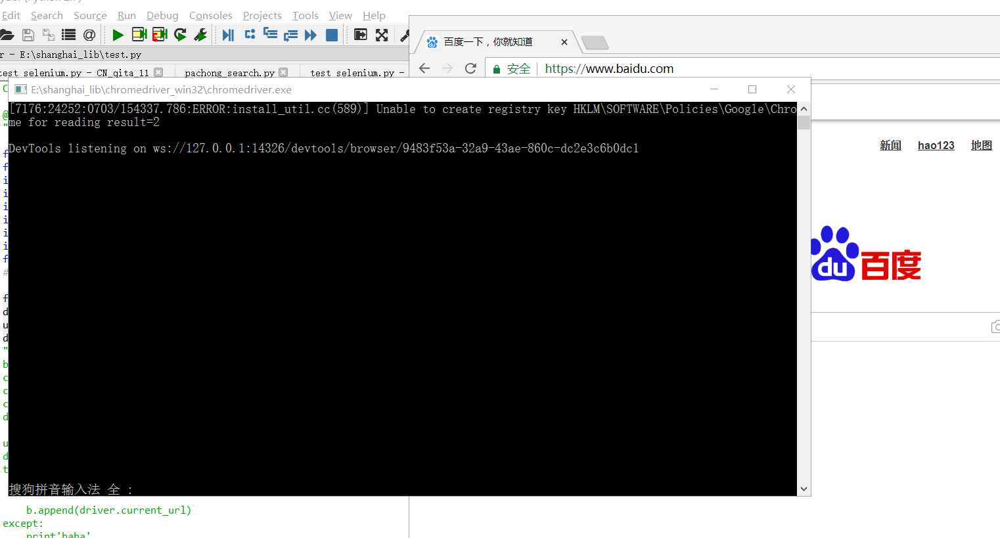 Edit Search Source Run Debug Consoles Projects Tools View Help
r - E:\shanghai_lib\test.py
test_selenium.py - CN_qita_11 pachong_search.py test_selenium.py -
百度一下，你就知道
安全 https://www.baidu.com
E:\shanghai_lib\chromedriver_win32\chromedriver.exe
[7176:24252:0703/154337.786:ERROR:install_util.cc(589)] Unable to create registry key HKLM\SOFTWARE\Policies\Google\Chro
me for reading result=2
DevTools listening on ws://127.0.0.1:14326/devtools/browser/9483f53a-32a9-43ae-860c-dc2e3c6b0dc1
新闻 hao123 地图
du 百度
搜狗拼音输入法 全 :
b.append(driver.current_url)
except:
print'haha'